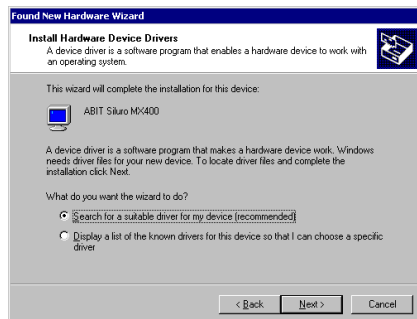 Found New Hardware Wizard
Install Hardware Device Drivers
A device driver is a software program that enables a hardware device to work with
an operating system.
This wizard will complete the installation for this device:
ABIT Siluro MX400
A device driver is a software program that makes a hardware device work. Windows
needs driver files for your new device. To locate driver files and complete the
installation click Next.
What do you want the wizard to do?
Search for a suitable driver for my device (recommended)
Display a list of the known drivers for this device so that I can choose a specific
driver
< Back Next > Cancel